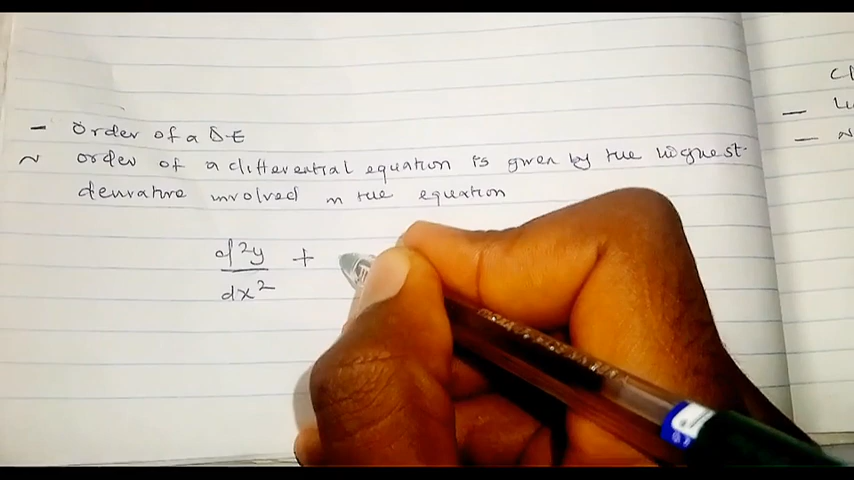 - Order of a DE
~ order of a differential equation is given by the highest
derivative involved in the equation
d²y +
dx²